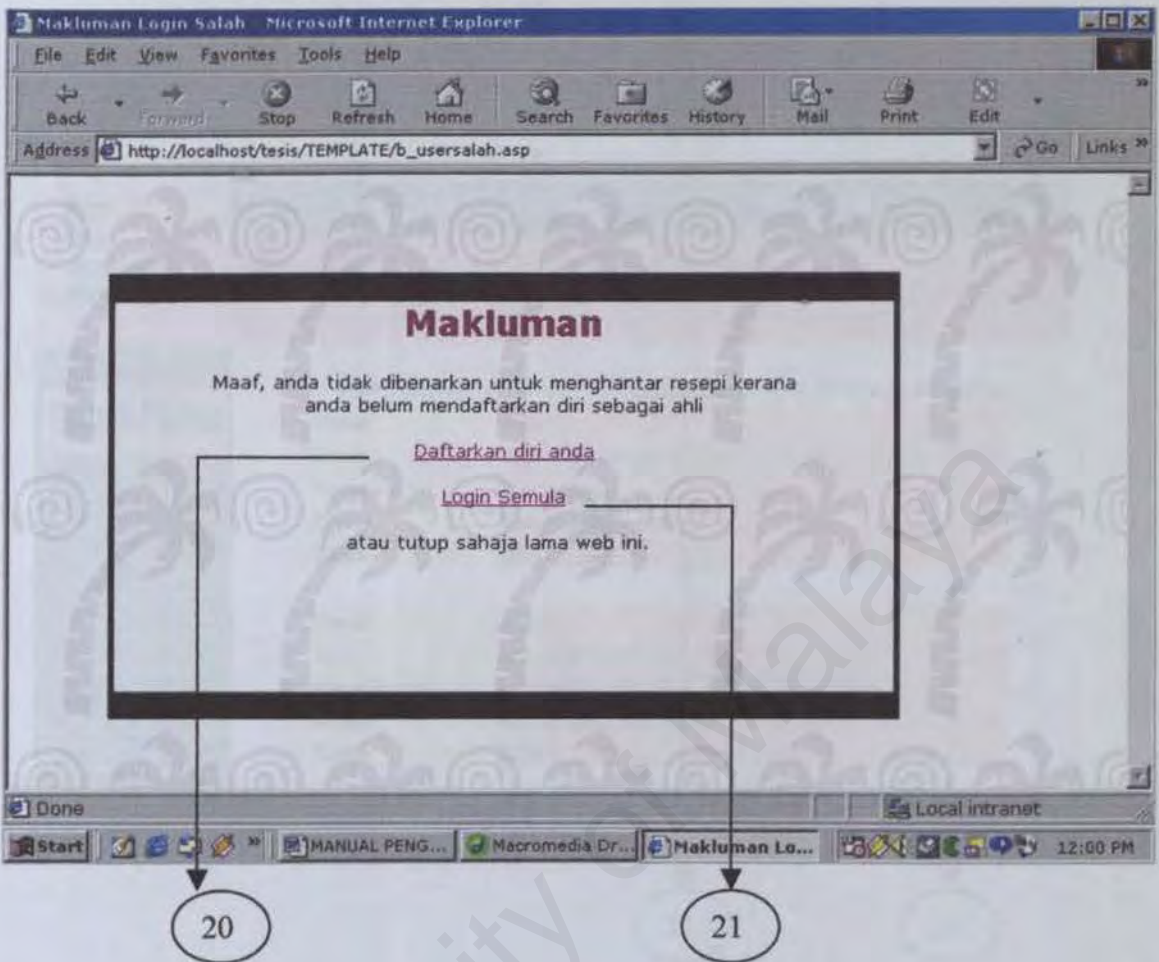 Makluman Login Salah - Microsoft Internet Explorer
File Edit View Favorites Tools Help
Back Forward Stop Refresh Home Search Favorites History Mail Print Edit
Address http://localhost/tesis/TEMPLATE/b_usersalah.asp Go Links »
Makluman
Maaf, anda tidak dibenarkan untuk menghantar resepi kerana
anda belum mendaftarkan diri sebagai ahli
Daftarkan diri anda
Login Semula
atau tutup sahaja lama web ini.
Done Local intranet
Start » MANUAL PENG... Macromedia Dr... Makluman Lo... 12:00 PM
20 21
University of Malaya